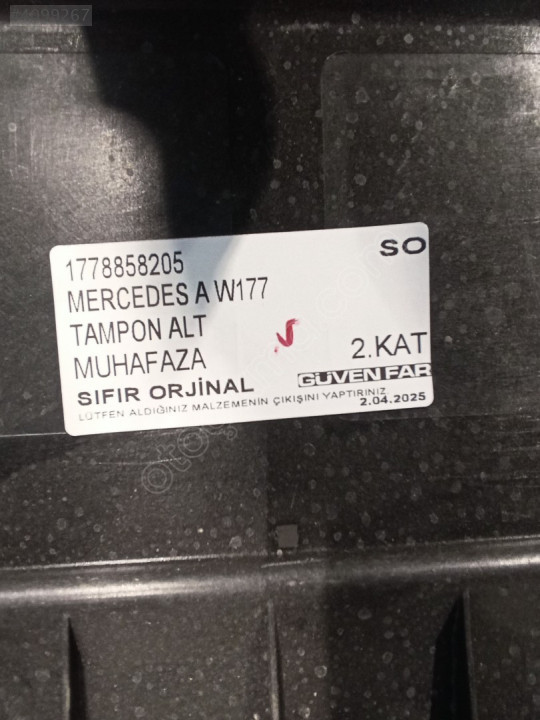 SO
1778858205
MERCEDES A W177
TAMPON ALT
MUHAFAZA
2.KAT
SIFIR ORJİNAL
GÜVEN FAR
LÜTFEN ALDIĞINIZ MALZEMENİN ÇIKIŞINI YAPTIRINIZ
2.04.2025